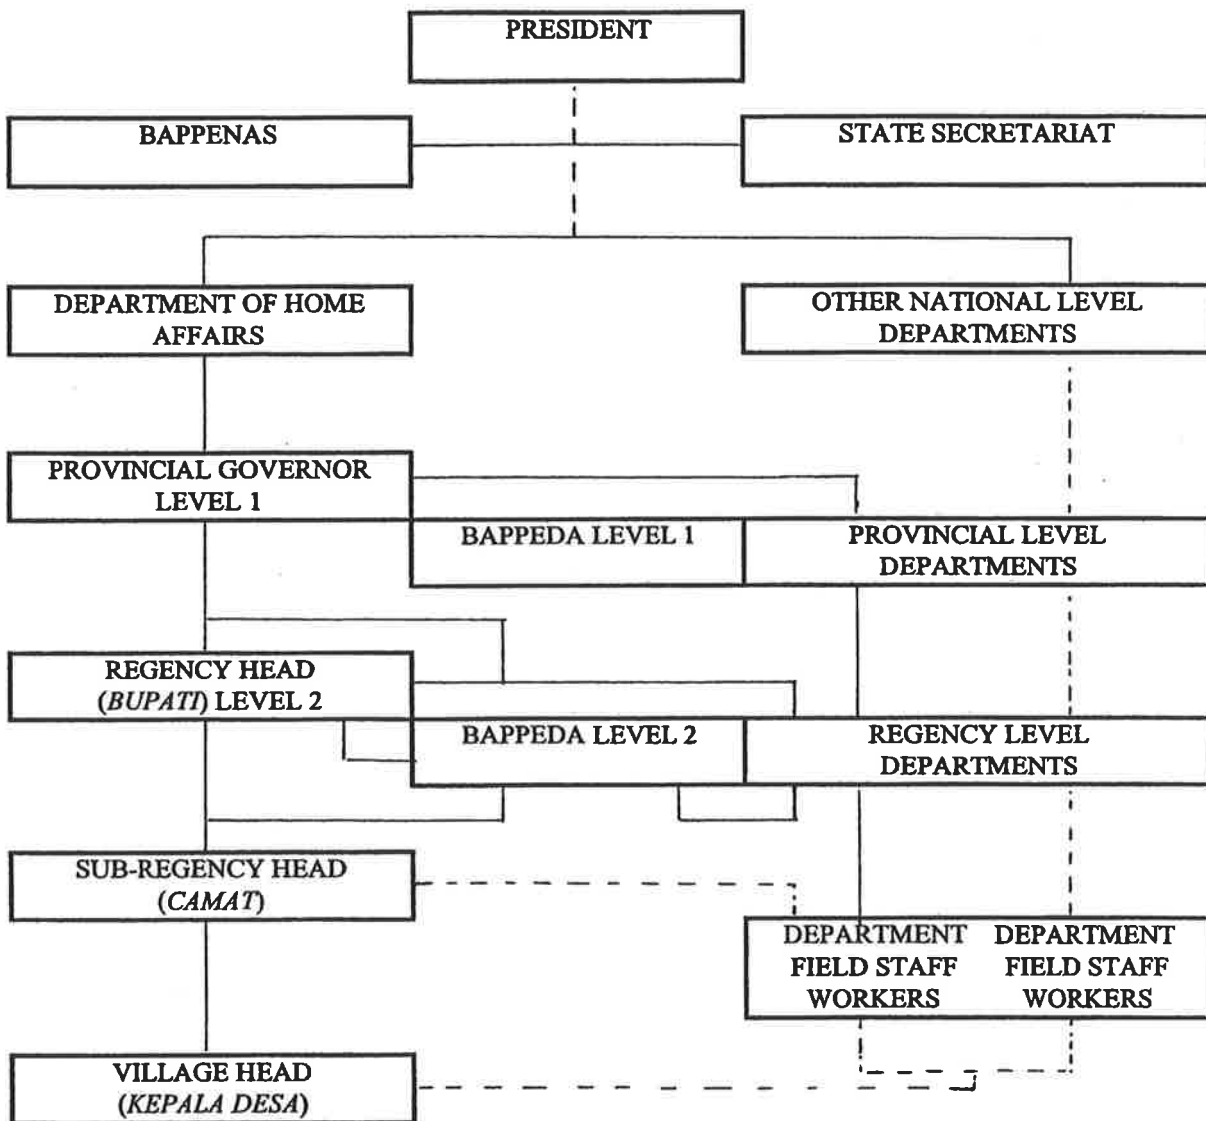 PRESIDENT
BAPPENAS
STATE SECRETARIAT
DEPARTMENT OF HOME
AFFAIRS
OTHER NATIONAL LEVEL
DEPARTMENTS
PROVINCIAL GOVERNOR
LEVEL 1
BAPPEDA LEVEL 1
PROVINCIAL LEVEL
DEPARTMENTS
REGENCY HEAD
(BUPATI) LEVEL 2
BAPPEDA LEVEL 2
REGENCY LEVEL
DEPARTMENTS
SUB-REGENCY HEAD
(CAMAT)
DEPARTMENT
FIELD STAFF
WORKERS
DEPARTMENT
FIELD STAFF
WORKERS
VILLAGE HEAD
(KEPALA DESA)